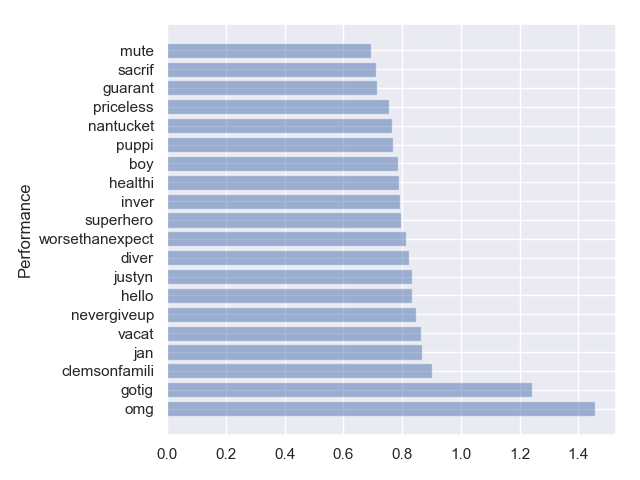 mute
sacrif
guarant
priceless
nantucket
puppi
boy
healthi
inver
superhero
worsethanexpect
diver
justyn
hello
nevergiveup
vacat
jan
clemsonfamili
gotig
omg
Performance
0.0 0.2 0.4 0.6 0.8 1.0 1.2 1.4